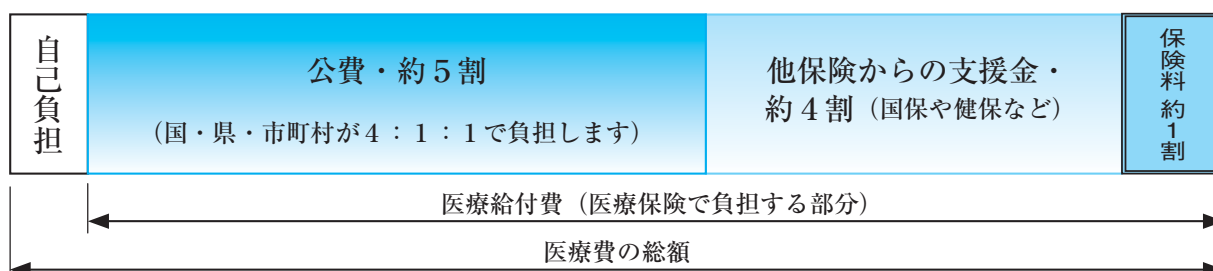 自己負担
公費・約５割
(国・県・市町村が４：１：１で負担します)
他保険からの支援金・
約４割（国保や健保など）
保険料 約１割
医療給付費（医療保険で負担する部分）
医療費の総額